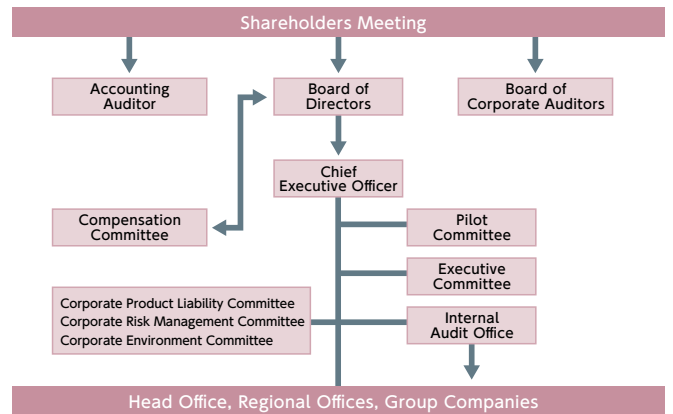 Shareholders Meeting
Accounting
Auditor
Board of
Directors
Board of
Corporate Auditors
Chief
Executive Officer
Compensation
Committee
Pilot
Committee
Executive
Committee
Corporate Product Liability Committee
Corporate Risk Management Committee
Corporate Environment Committee
Internal
Audit Office
Head Office, Regional Offices, Group Companies